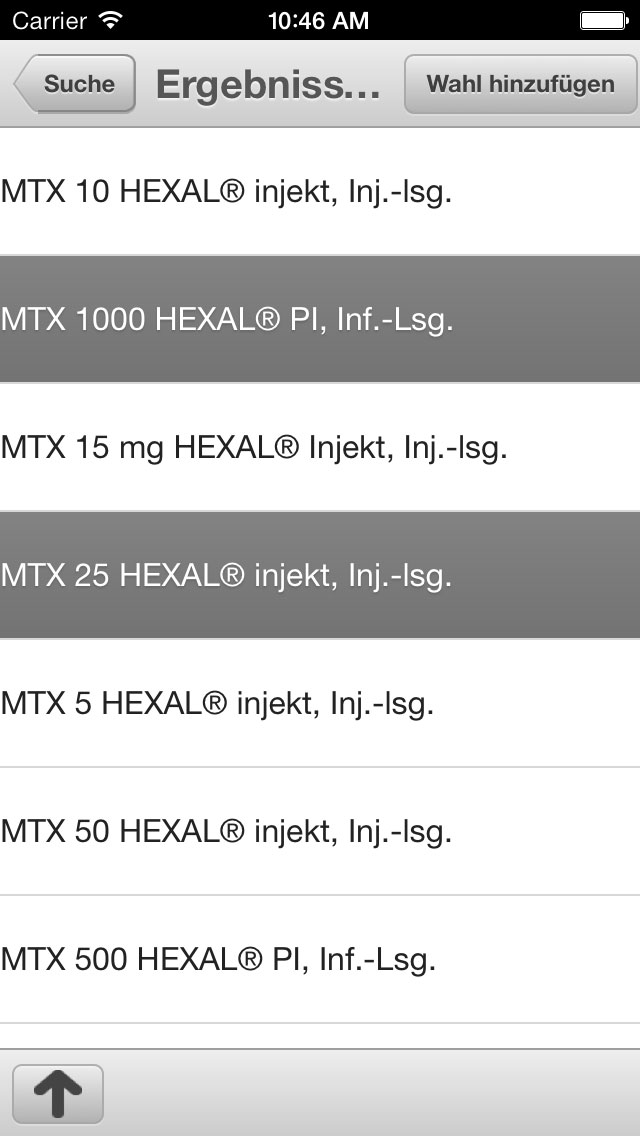 Carrier 10:46 AM
Suche Ergebniss... Wahl hinzufügen
MTX 10 HEXAL® injekt, Inj.-lsg.
MTX 1000 HEXAL® PI, Inf.-Lsg.
MTX 15 mg HEXAL® Injekt, Inj.-lsg.
MTX 25 HEXAL® injekt, Inj.-lsg.
MTX 5 HEXAL® injekt, Inj.-lsg.
MTX 50 HEXAL® injekt, Inj.-lsg.
MTX 500 HEXAL® PI, Inf.-Lsg.